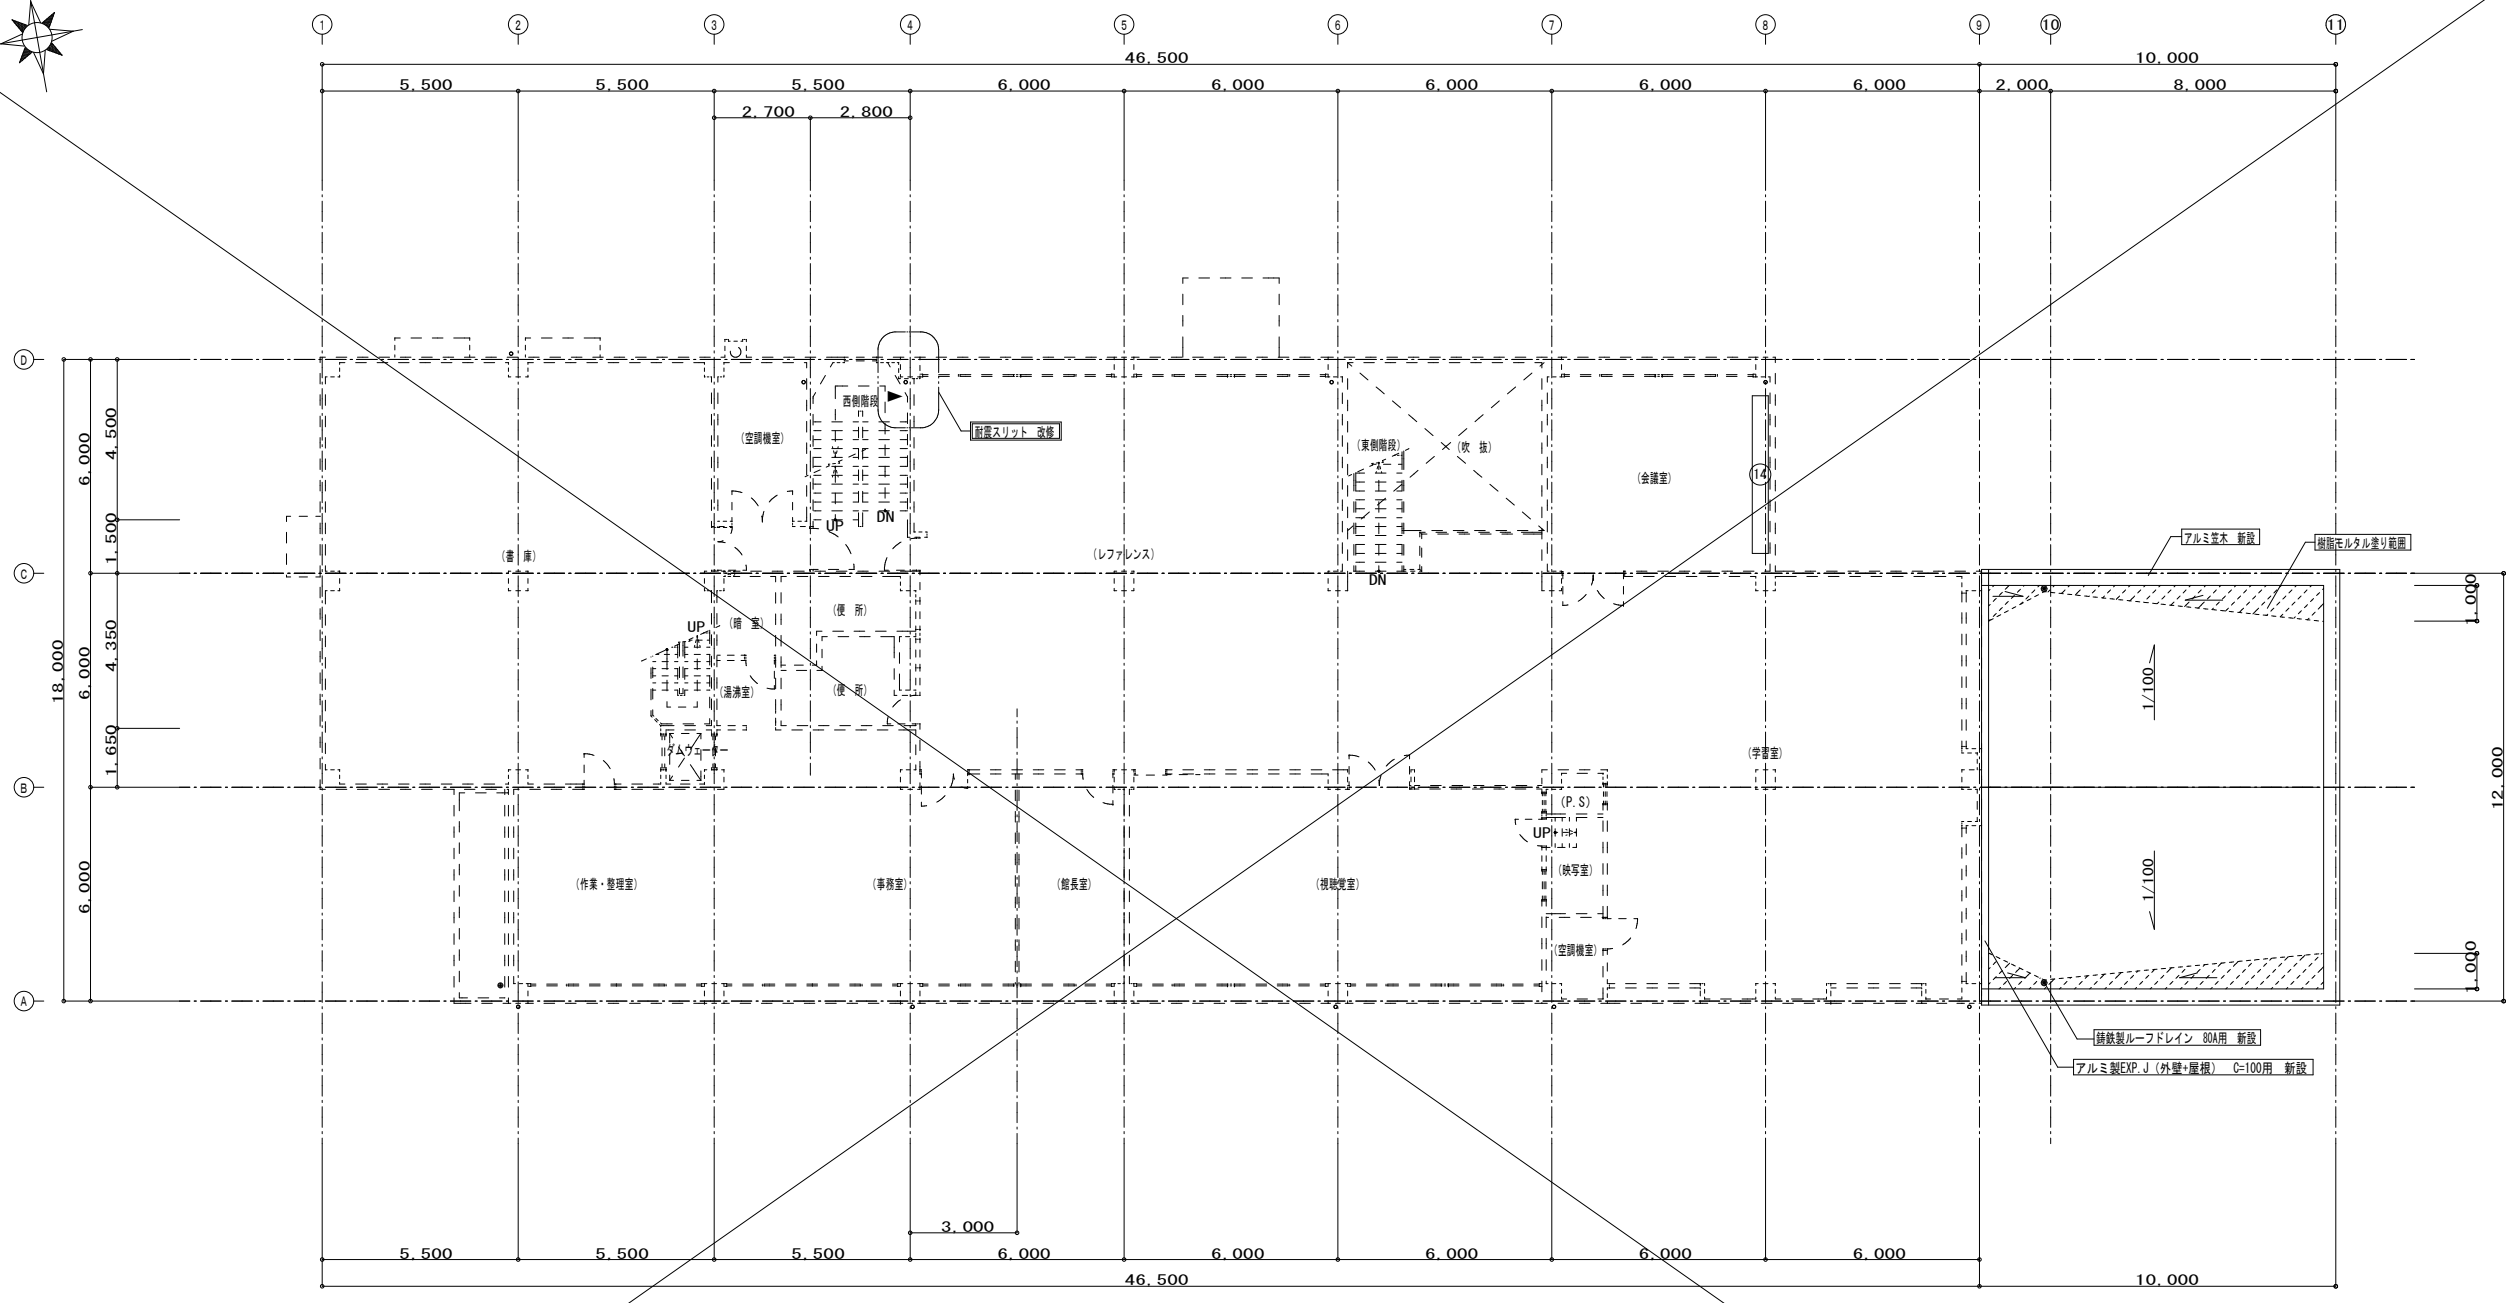 1 2 3 4 5 6 7 8 9 10 11
46,500 10,000
5,500 5,500 5,500 6,000 6,000 6,000 6,000 6,000 2,000 8,000
2,700 2,800
D
西側階段
耐震スリット 改修
(空調機室)
(東側階段)
(吹 抜)
(会議室)
14
UP
DN
アルミ笠木 新設
樹脂モルタル塗り範囲
(書 庫)
(レファレンス)
C
DN
(便 所)
(暗 室)
UP
(湯沸室)
(便 所)
ダムウェーター
(学習室)
B
(P.S)
UP
(作業・整理室)
(事務室)
(館長室)
(視聴覚室)
(映写室)
(空調機室)
A
18,000
6,000
6,000
6,000
4,500
1,500
4,350
1,650
1,000
1/100
12,000
1/100
1,000
鋳鉄製ルーフドレイン 80A用 新設
アルミ製EXP.J(外壁+屋根) C=100用 新設
3,000
5,500 5,500 5,500 6,000 6,000 6,000 6,000 6,000
46,500 10,000